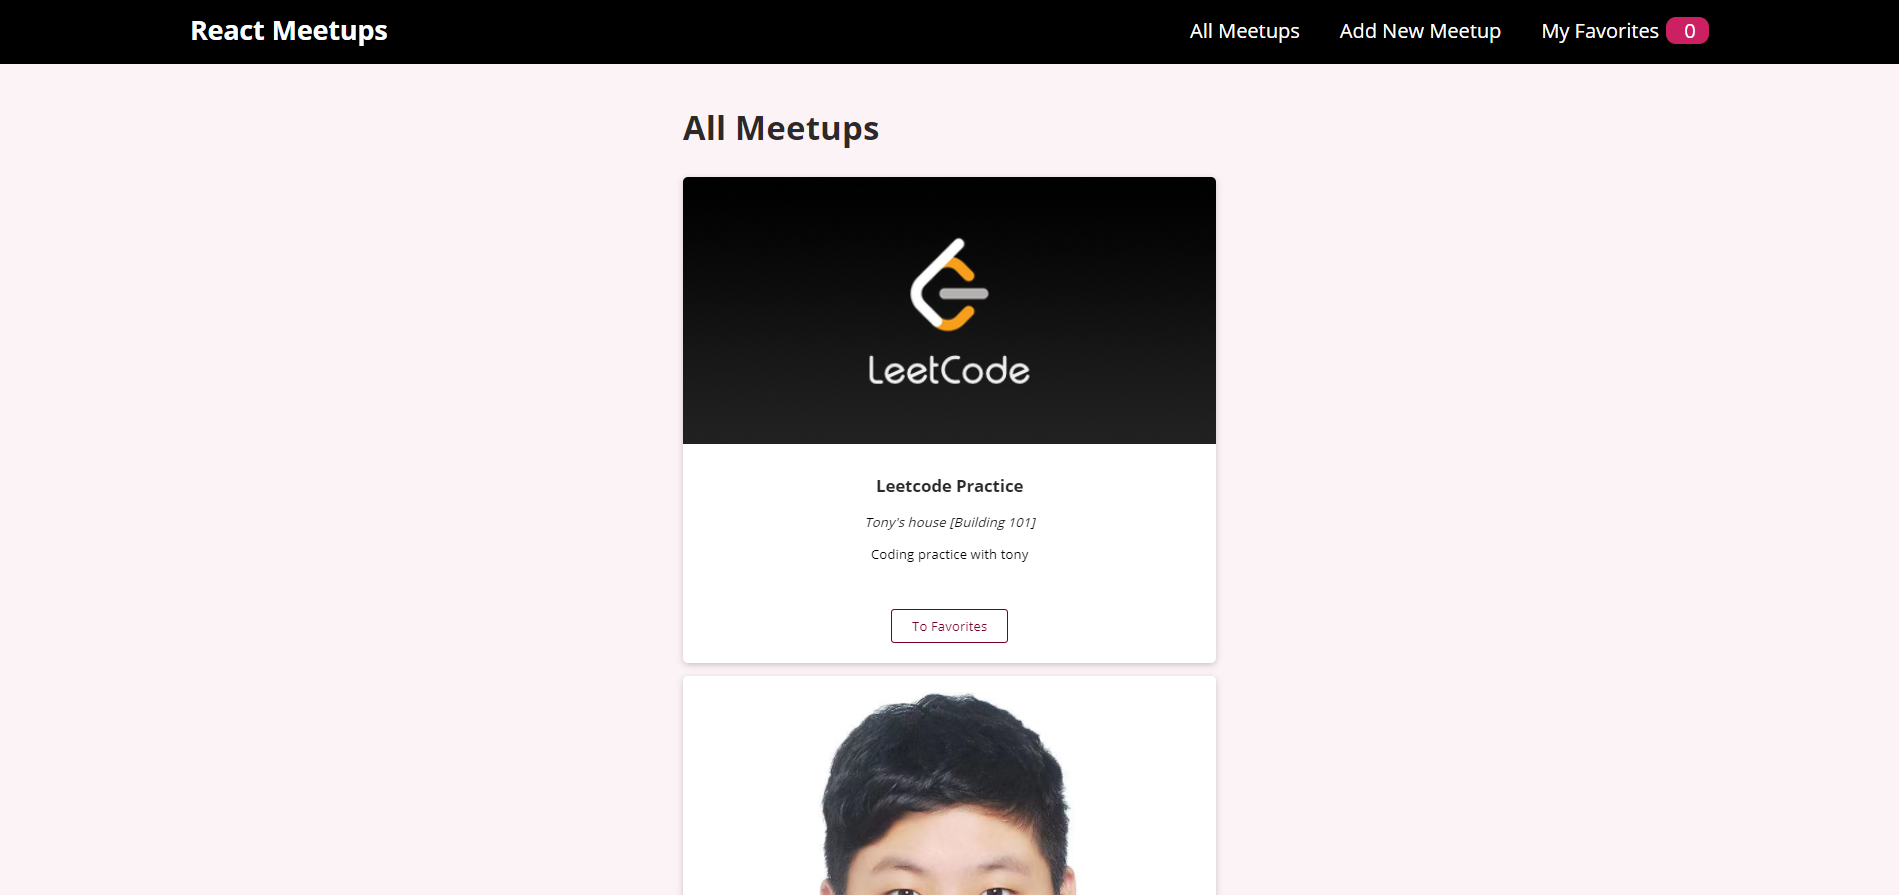 React Meetups
All Meetups
Add New Meetup
My Favorites 0
All Meetups
LeetCode
Leetcode Practice
Tony's house [Building 101]
Coding practice with tony
To Favorites